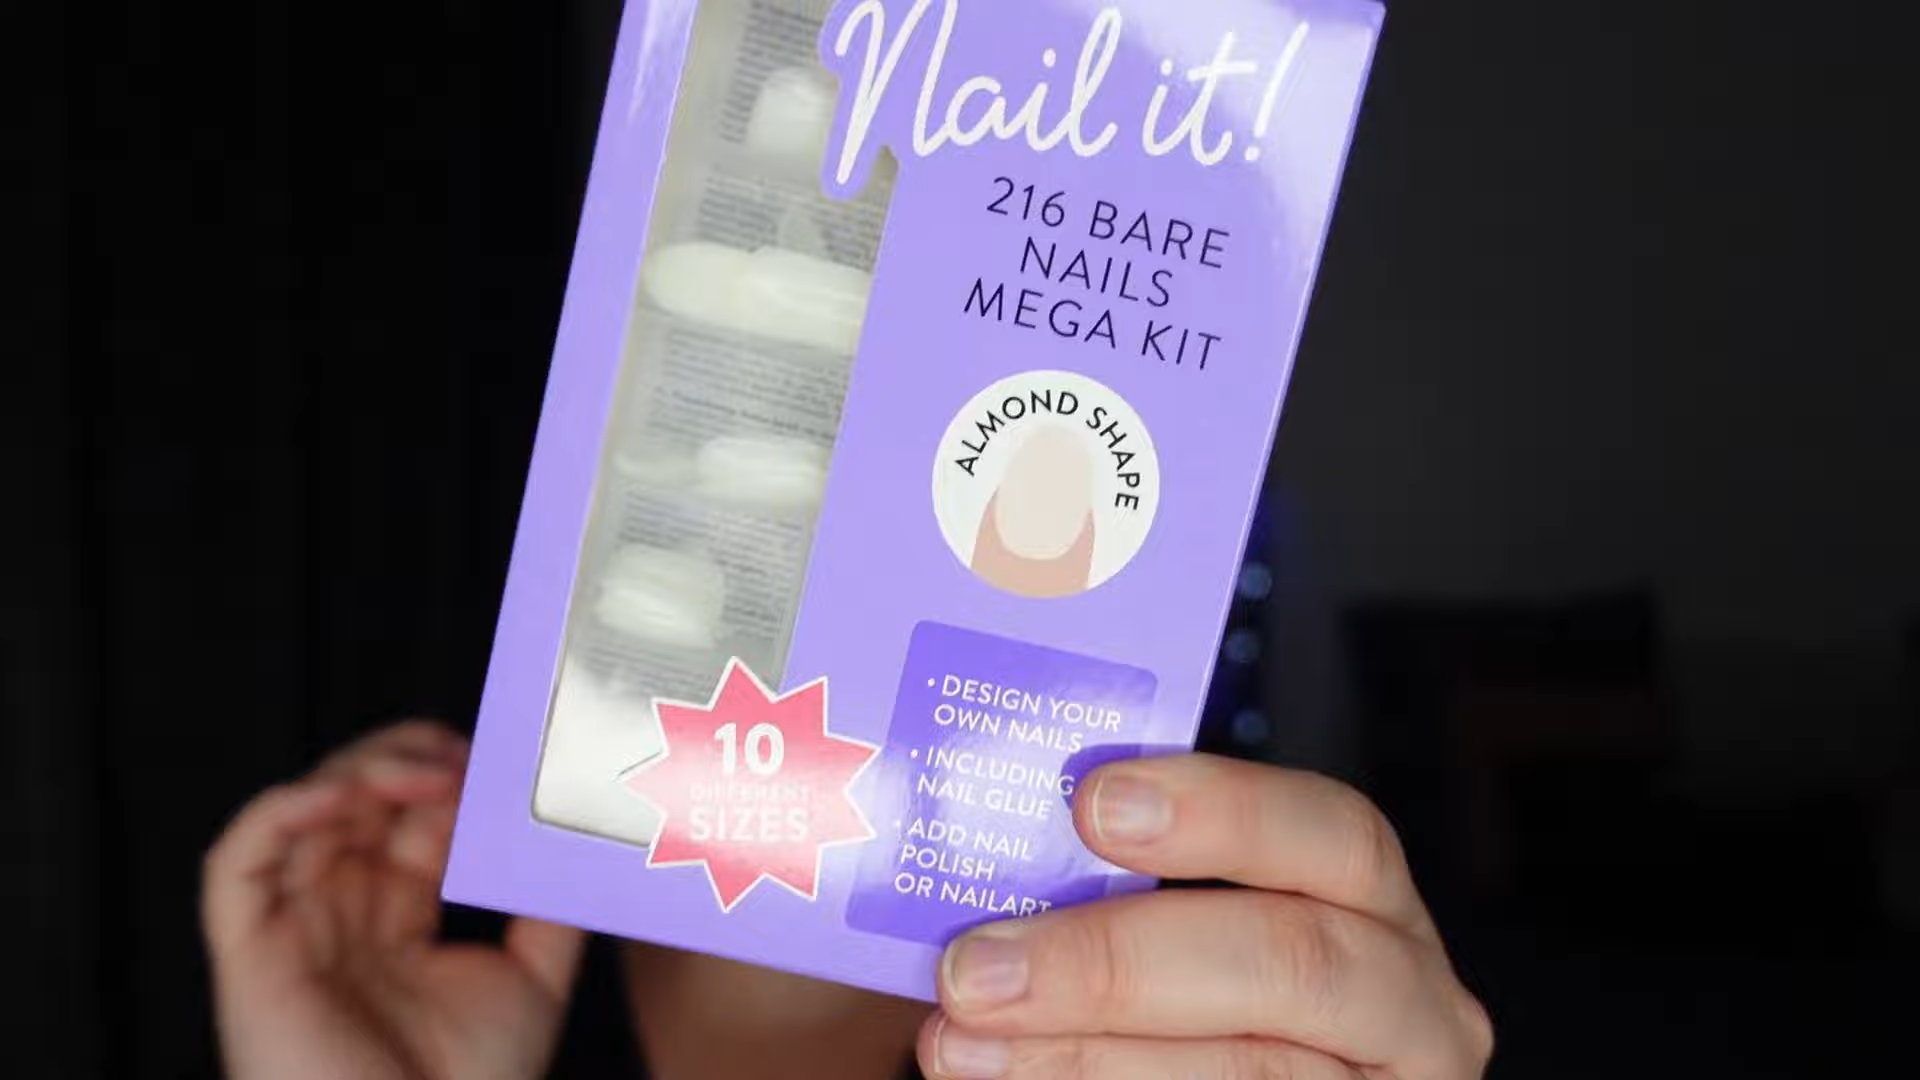 Nail it!
216 BARE
NAILS
MEGA KIT
ALMOND SHAPE
10
DIFFERENT
SIZES
• DESIGN YOUR
OWN NAILS
• INCLUDING
NAIL GLUE
• ADD NAIL
POLISH
OR NAILART